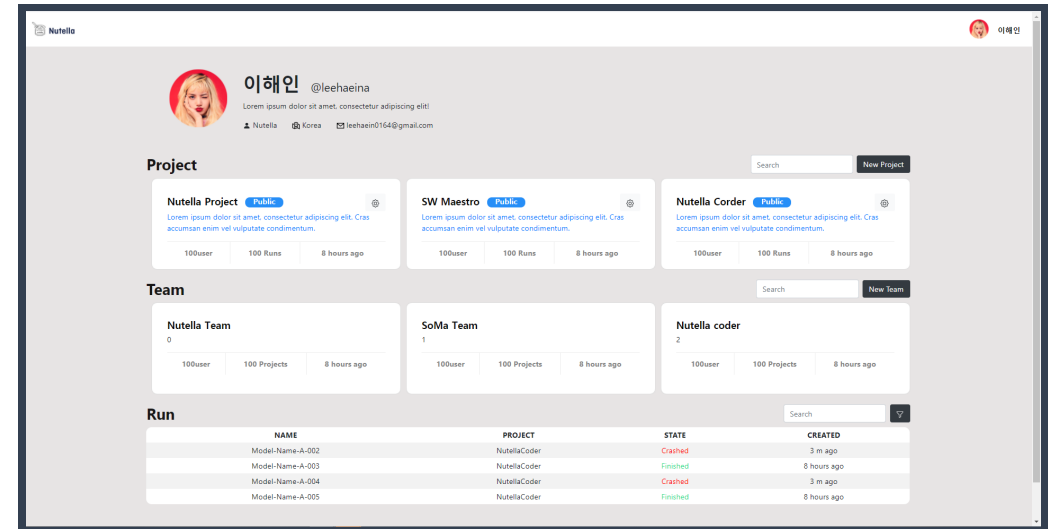 Nutella
이해인
이해인 @leehaeina
Lorem ipsum dolor sit amet, consectetur adipiscing elit!
Nutella Korea leehaein0164@gmail.com
Project
Search
New Project
Nutella Project Public
Lorem ipsum dolor sit amet, consectetur adipiscing elit. Cras
accumsan enim vel vulputate condimentum.
100user 100 Runs 8 hours ago
SW Maestro Public
Lorem ipsum dolor sit amet, consectetur adipiscing elit. Cras
accumsan enim vel vulputate condimentum.
100user 100 Runs 8 hours ago
Nutella Corder Public
Lorem ipsum dolor sit amet, consectetur adipiscing elit. Cras
accumsan enim vel vulputate condimentum.
100user 100 Runs 8 hours ago
Team
Search
New Team
Nutella Team
0
100user 100 Projects 8 hours ago
SoMa Team
1
100user 100 Projects 8 hours ago
Nutella coder
2
100user 100 Projects 8 hours ago
Run
Search
NAME PROJECT STATE CREATED
Model-Name-A-002 NutellaCoder Crashed 3 m ago
Model-Name-A-003 NutellaCoder Finished 8 hours ago
Model-Name-A-004 NutellaCoder Crashed 3 m ago
Model-Name-A-005 NutellaCoder Finished 8 hours ago